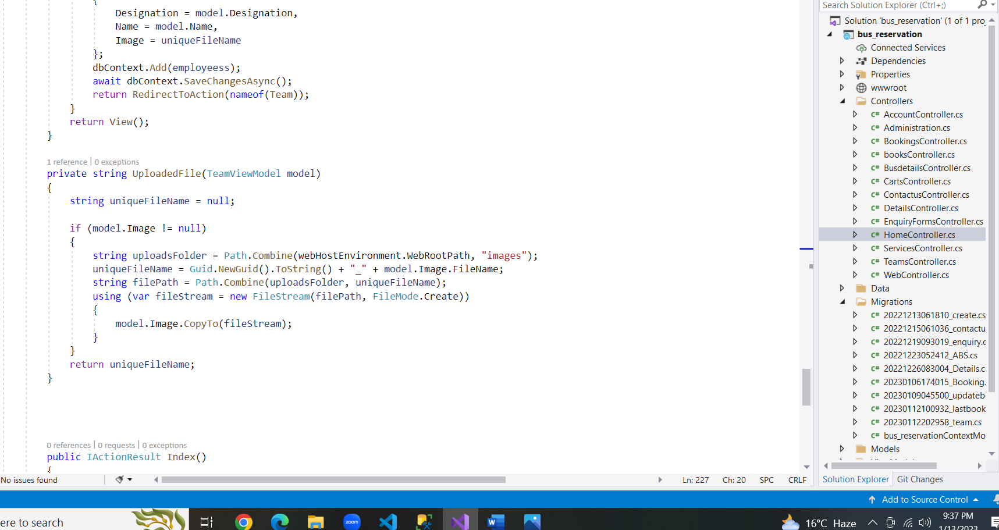 {
Designation = model.Designation,
Name = model.Name,
Image = uniqueFileName
};
dbContext.Add(employeess);
await dbContext.SaveChangesAsync();
return RedirectToAction(nameof(Team));
}
return View();
}
1 reference | 0 exceptions
private string UploadedFile(TeamViewModel model)
{
string uniqueFileName = null;
if (model.Image != null)
{
string uploadsFolder = Path.Combine(webHostEnvironment.WebRootPath, "images");
uniqueFileName = Guid.NewGuid().ToString() + "_" + model.Image.FileName;
string filePath = Path.Combine(uploadsFolder, uniqueFileName);
using (var fileStream = new FileStream(filePath, FileMode.Create))
{
model.Image.CopyTo(fileStream);
}
}
return uniqueFileName;
}
0 references | 0 requests | 0 exceptions
public IActionResult Index()
{
No issues found
Ln: 227 Ch: 20 SPC CRLF
Search Solution Explorer (Ctrl+;)
Solution 'bus_reservation' (1 of 1 proj
bus_reservation
Connected Services
Dependencies
Properties
wwwroot
Controllers
C# AccountController.cs
C# Administration.cs
C# BookingsController.cs
C# booksController.cs
C# BusdetailsController.cs
C# CartsController.cs
C# ContactusController.cs
C# DetailsController.cs
C# EnquiryFormsController.cs
C# HomeController.cs
C# ServicesController.cs
C# TeamsController.cs
C# WebController.cs
Data
Migrations
C# 20221213061810_create.cs
C# 20221215061036_contactu
C# 20221219093019_enquiry.c
C# 20221223052412_ABS.cs
C# 20221226083004_Details.c
C# 20230106174015_Booking.
C# 20230109045500_updateb
C# 20230112100932_lastbook
C# 20230112202958_team.cs
C# bus_reservationContextMo
Models
Solution Explorer Git Changes
Add to Source Control
ere to search
zoom
W
16°C Haze
9:37 PM
1/13/2023